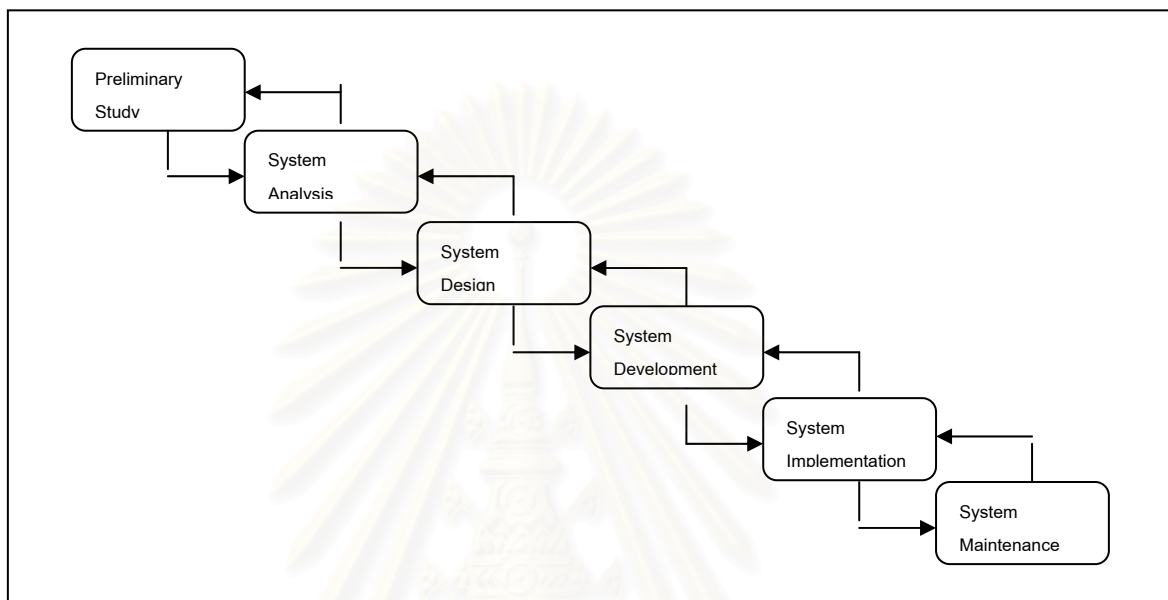 Preliminary
Study
System
Analysis
System
Design
System
Development
System
Implementation
System
Maintenance